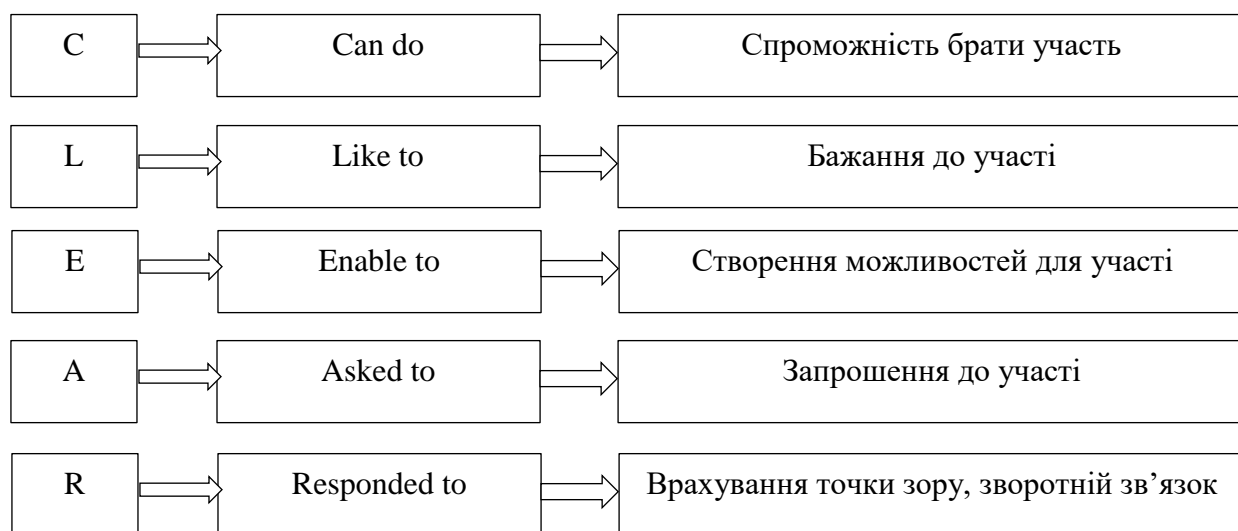 C Can do Спроможність брати участь
L Like to Бажання до участі
E Enable to Створення можливостей для участі
A Asked to Запрошення до участі
R Responded to Врахування точки зору, зворотній зв’язок